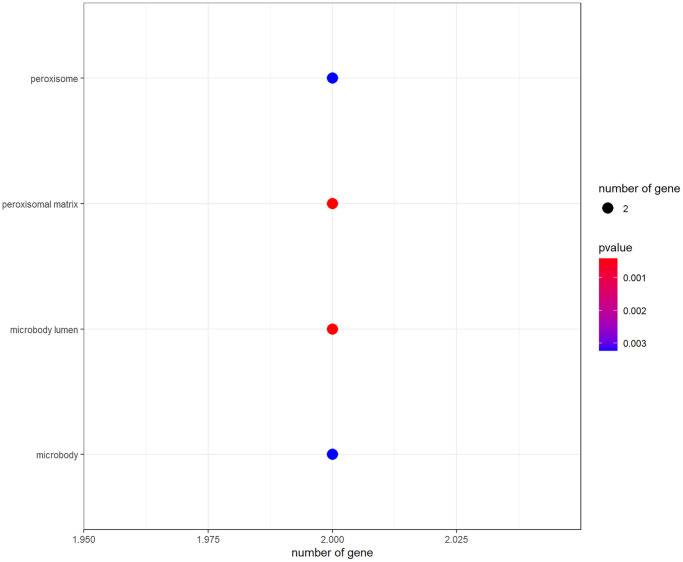 peroxisome
peroxisomal matrix
microbody lumen
microbody
1.950 1.975 2.000 2.025
number of gene
number of gene
2
pvalue
0.001
0.002
0.003